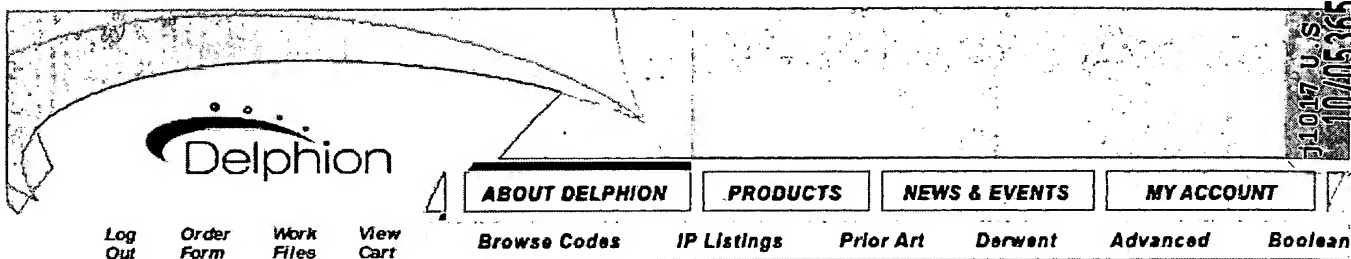 Delphion
ABOUT DELPHION PRODUCTS NEWS & EVENTS MY ACCOUNT
Log Out Order Form Work Files View Cart
Browse Codes IP Listings Prior Art Derwent Advanced Boolean
J1017 U.S.